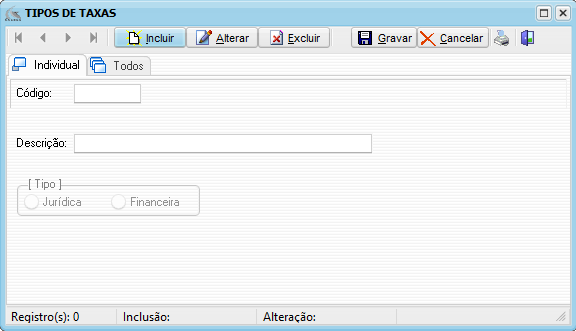 TIPOS DE TAXAS
Incluir Alterar Excluir Gravar Cancelar
Individual Todos
Código:
Descrição:
[ Tipo ]
Jurídica Financeira
Registro(s): 0 Inclusão: Alteração: